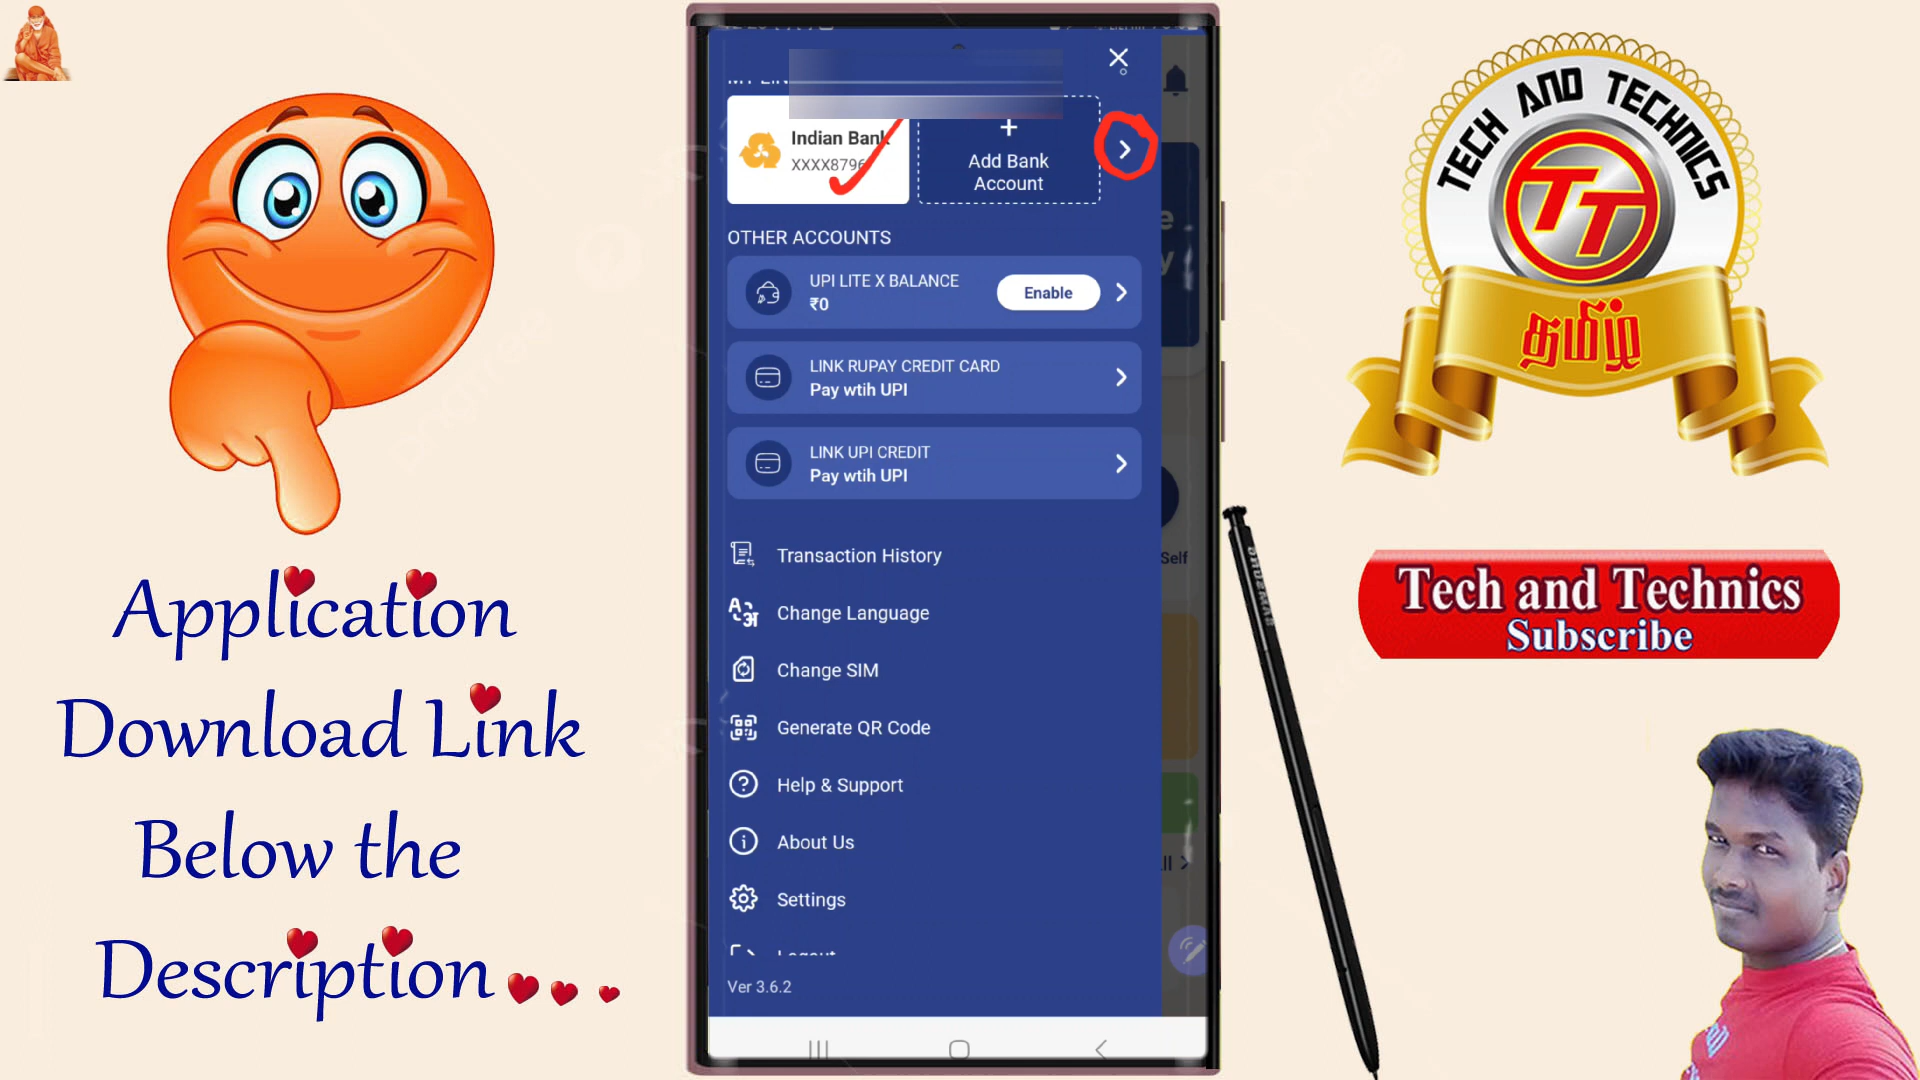 Indian Bank
XXXX8796
+
Add Bank
Account
OTHER ACCOUNTS
UPI LITE X BALANCE
₹0
Enable
LINK RUPAY CREDIT CARD
Pay wtih UPI
LINK UPI CREDIT
Pay wtih UPI
Transaction History
Change Language
Change SIM
Generate QR Code
Help & Support
About Us
Settings
Logout
Ver 3.6.2
Self
Application
Download Link
Below the
Description...
TECH AND TECHNICS
TT
தமிழ்
Tech and Technics
Subscribe
SAMSUNG